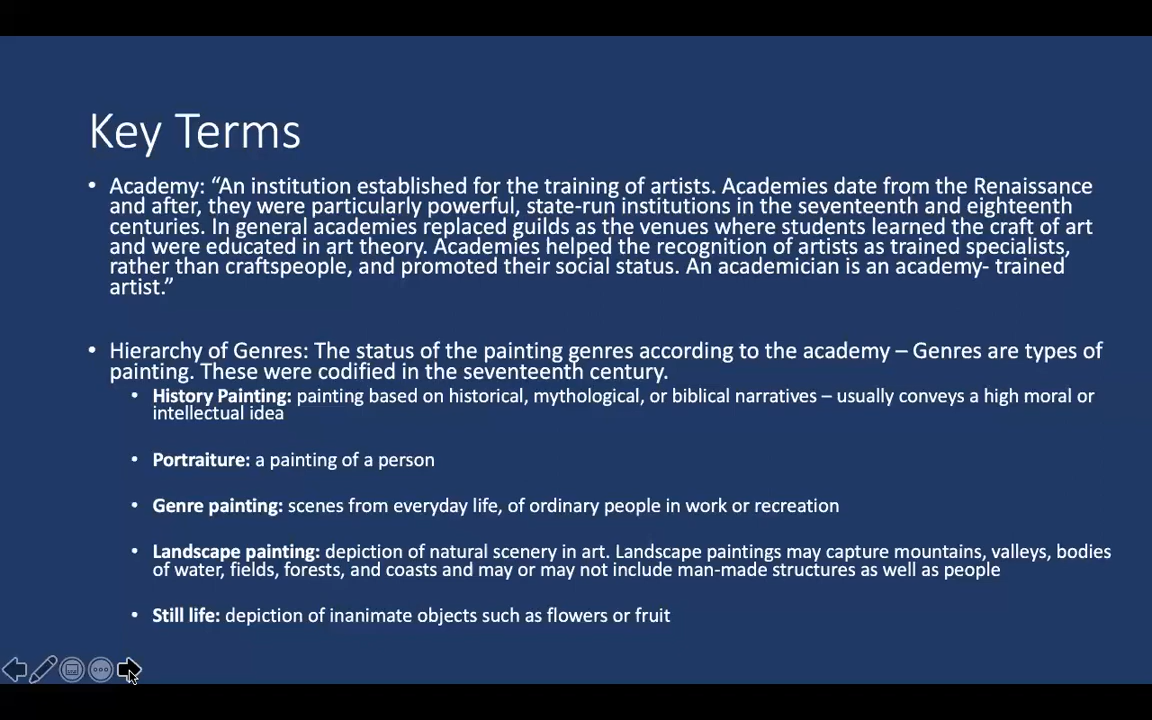 Key Terms
• Academy: “An institution established for the training of artists. Academies date from the Renaissance
and after, they were particularly powerful, state-run institutions in the seventeenth and eighteenth
centuries. In general academies replaced guilds as the venues where students learned the craft of art
and were educated in art theory. Academies helped the recognition of artists as trained specialists,
rather than craftspeople, and promoted their social status. An academician is an academy- trained
artist.”
• Hierarchy of Genres: The status of the painting genres according to the academy – Genres are types of
painting. These were codified in the seventeenth century.
• History Painting: painting based on historical, mythological, or biblical narratives – usually conveys a high moral or
intellectual idea
• Portraiture: a painting of a person
• Genre painting: scenes from everyday life, of ordinary people in work or recreation
• Landscape painting: depiction of natural scenery in art. Landscape paintings may capture mountains, valleys, bodies
of water, fields, forests, and coasts and may or may not include man-made structures as well as people
• Still life: depiction of inanimate objects such as flowers or fruit